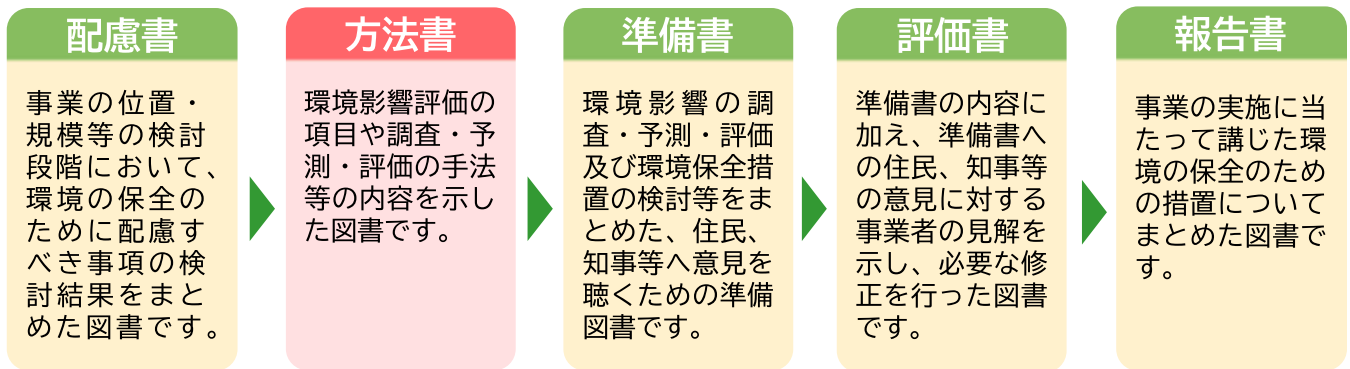 配慮書
事業の位置・
規模等の検討
段階において、
環境の保全の
ために配慮す
べき事項の検
討結果をまと
めた図書です。
方法書
環境影響評価の
項目や調査・予
測・評価の手法
等の内容を示し
た図書です。
準備書
環境影響の調
査・予測・評価
及び環境保全措
置の検討等をま
とめた、住民、
知事等へ意見を
聴くための準備
図書です。
評価書
準備書の内容に
加え、準備書へ
の住民、知事等
の意見に対する
事業者の見解を
示し、必要な修
正を行った図書
です。
報告書
事業の実施に当
たって講じた環
境の保全のため
の措置について
まとめた図書で
す。